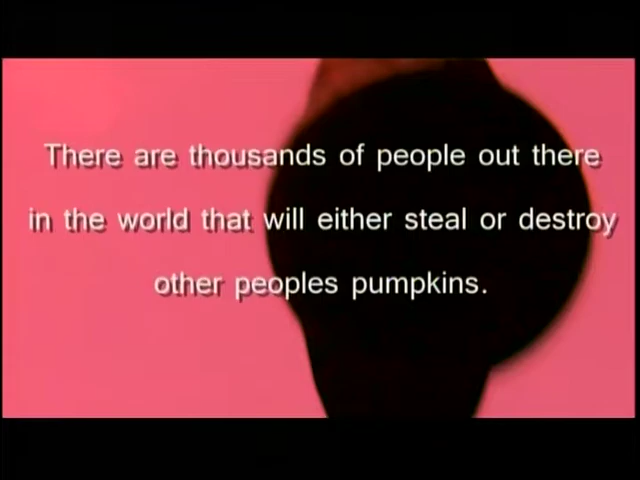 There are thousands of people out there
in the world that will either steal or destroy
other peoples pumpkins.